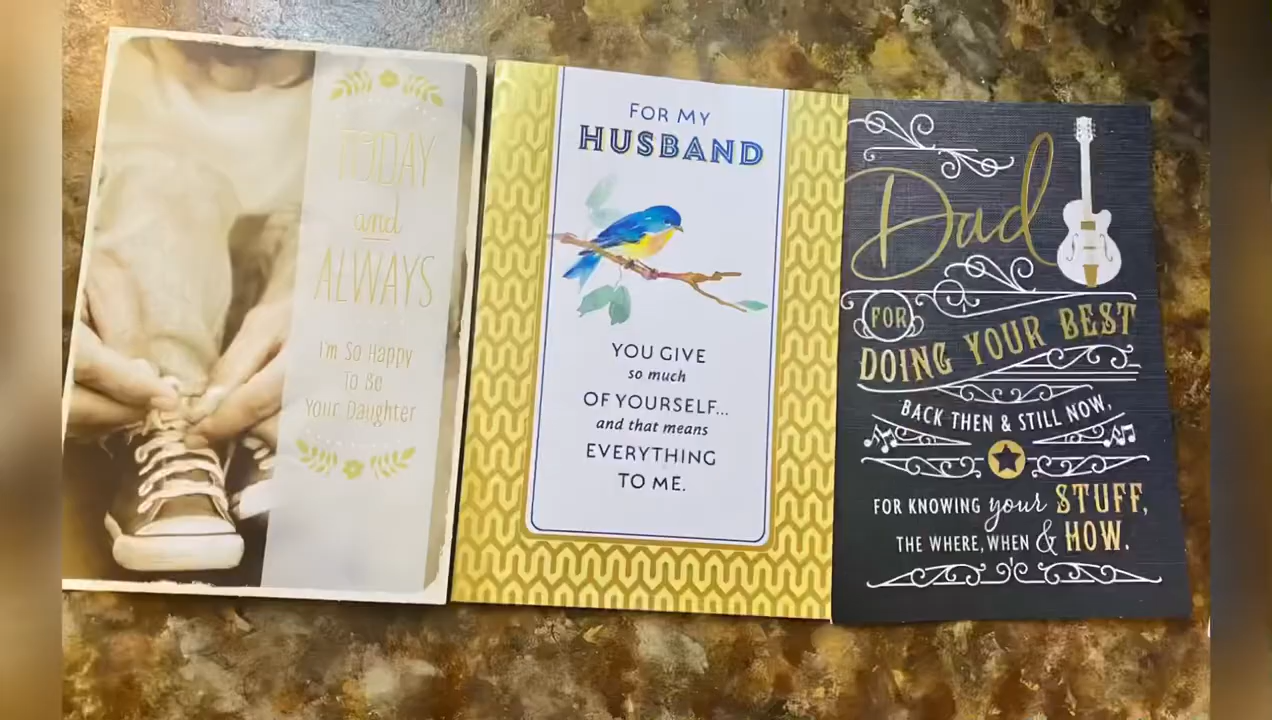 TODAY
and
ALWAYS
I'm So Happy
To Be
Your Daughter
FOR MY
HUSBAND
YOU GIVE
so much
OF YOURSELF...
and that means
EVERYTHING
TO ME.
Dad
FOR
DOING YOUR BEST
BACK THEN & STILL NOW,
FOR KNOWING your STUFF,
THE WHERE, WHEN & HOW.